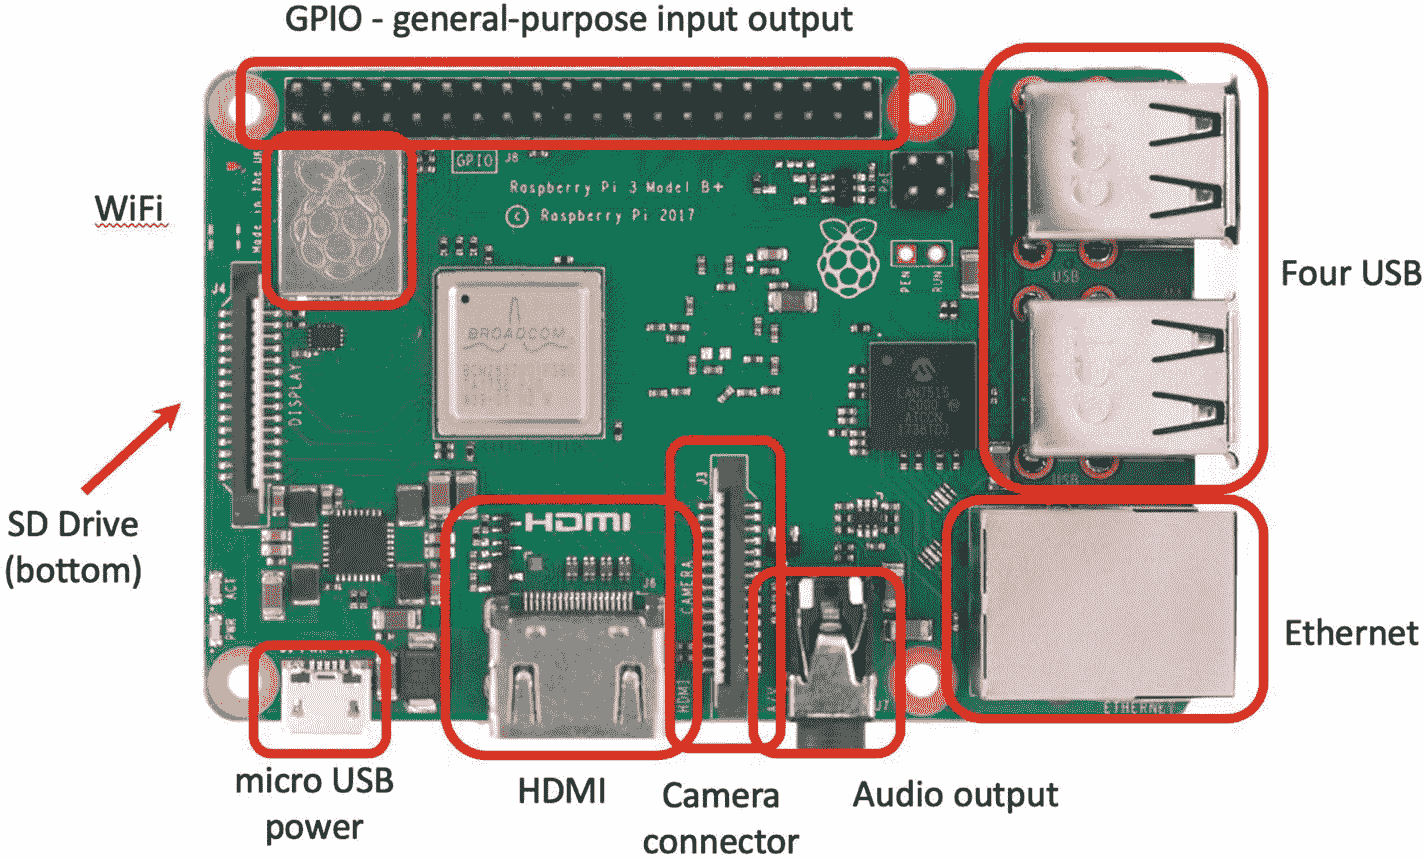 GPIO - general-purpose input output
GPIO
J8
Made in the UK
Raspberry Pi 3 Model B+
© Raspberry Pi 2017
PoE
WiFi
J4
PEN
RUN
USB
Four USB
BROADCOM
DISPLAY
USB
SD Drive
(bottom)
HDMI
J3
CAMERA
J6
ACT
PWR
Ethernet
HDMI
A/V
J7
ETHERNET
micro USB
power
HDMI
Camera
connector
Audio output